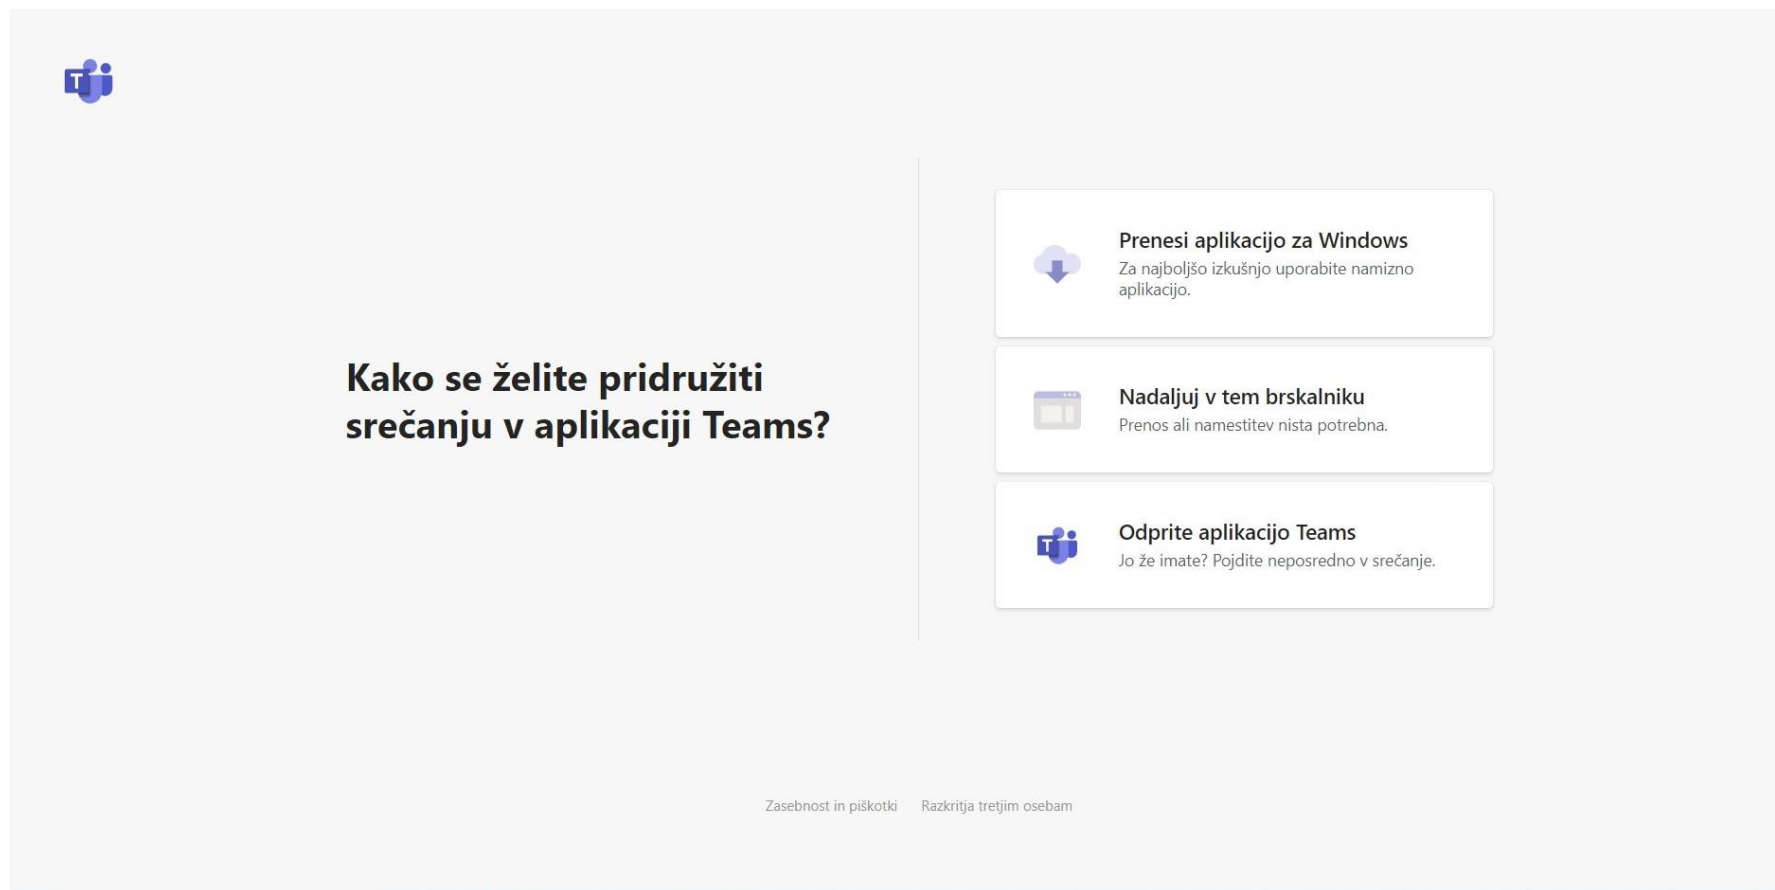 Kako se želite pridružiti
srečanju v aplikaciji Teams?
Prenesi aplikacijo za Windows
Za najboljšo izkušnjo uporabite namizno
aplikacijo.
Nadaljuj v tem brskalniku
Prenos ali namestitev nista potrebna.
Odprite aplikacijo Teams
Jo že imate? Pojdite neposredno v srečanje.
Zasebnost in piškotki Razkritja tretjim osebam